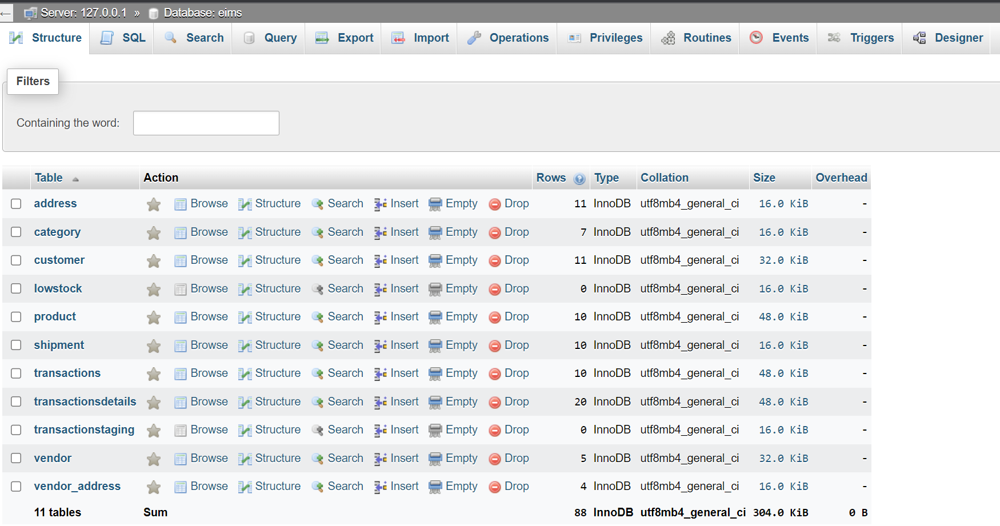 Server: 127.0.0.1 » Database: eims
Structure SQL Search Query Export Import Operations Privileges Routines Events Triggers Designer
Filters
Containing the word:
Table Action Rows Type Collation Size Overhead
address Browse Structure Search Insert Empty Drop 11 InnoDB utf8mb4_general_ci 16.0 KiB -
category Browse Structure Search Insert Empty Drop 7 InnoDB utf8mb4_general_ci 16.0 KiB -
customer Browse Structure Search Insert Empty Drop 11 InnoDB utf8mb4_general_ci 32.0 KiB -
lowstock Browse Structure Search Insert Empty Drop 0 InnoDB utf8mb4_general_ci 16.0 KiB -
product Browse Structure Search Insert Empty Drop 10 InnoDB utf8mb4_general_ci 48.0 KiB -
shipment Browse Structure Search Insert Empty Drop 10 InnoDB utf8mb4_general_ci 16.0 KiB -
transactions Browse Structure Search Insert Empty Drop 10 InnoDB utf8mb4_general_ci 48.0 KiB -
transactionsdetails Browse Structure Search Insert Empty Drop 20 InnoDB utf8mb4_general_ci 48.0 KiB -
transactionstaging Browse Structure Search Insert Empty Drop 0 InnoDB utf8mb4_general_ci 16.0 KiB -
vendor Browse Structure Search Insert Empty Drop 5 InnoDB utf8mb4_general_ci 32.0 KiB -
vendor_address Browse Structure Search Insert Empty Drop 4 InnoDB utf8mb4_general_ci 16.0 KiB -
11 tables Sum 88 InnoDB utf8mb4_general_ci 304.0 KiB 0 B